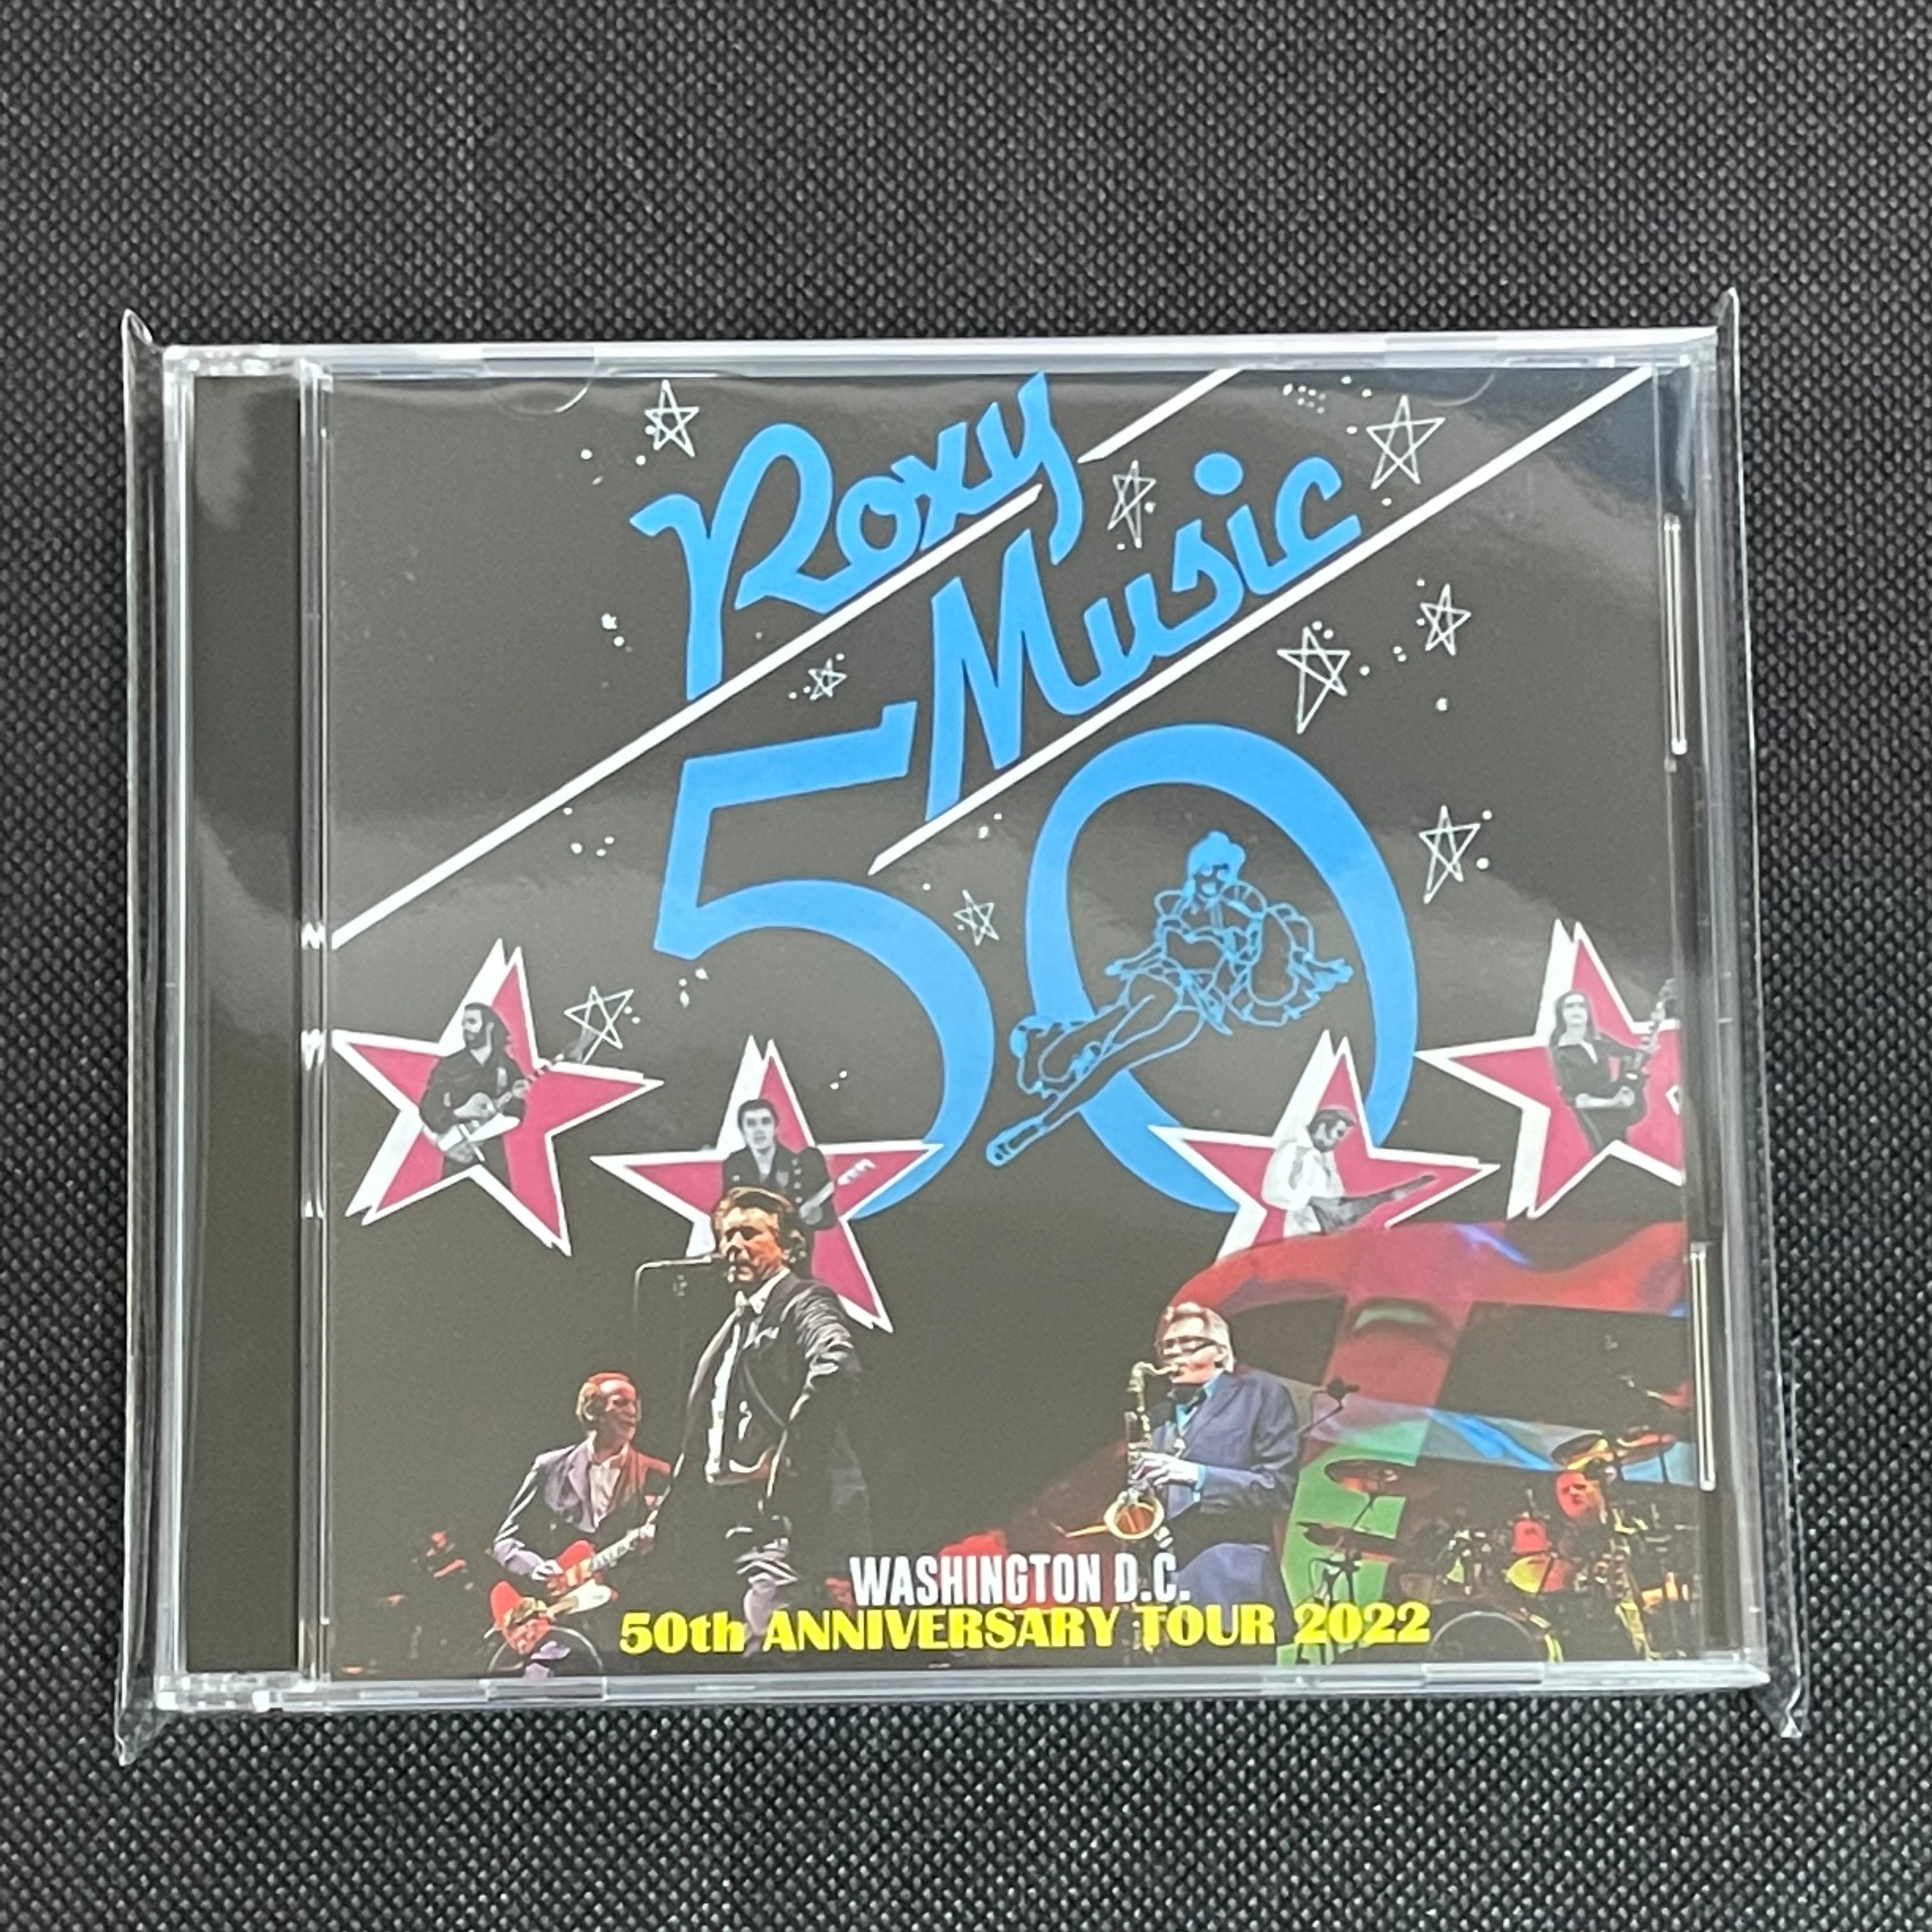 Roxy
Music
50
WASHINGTON D.C.
50th ANNIVERSARY TOUR 2022